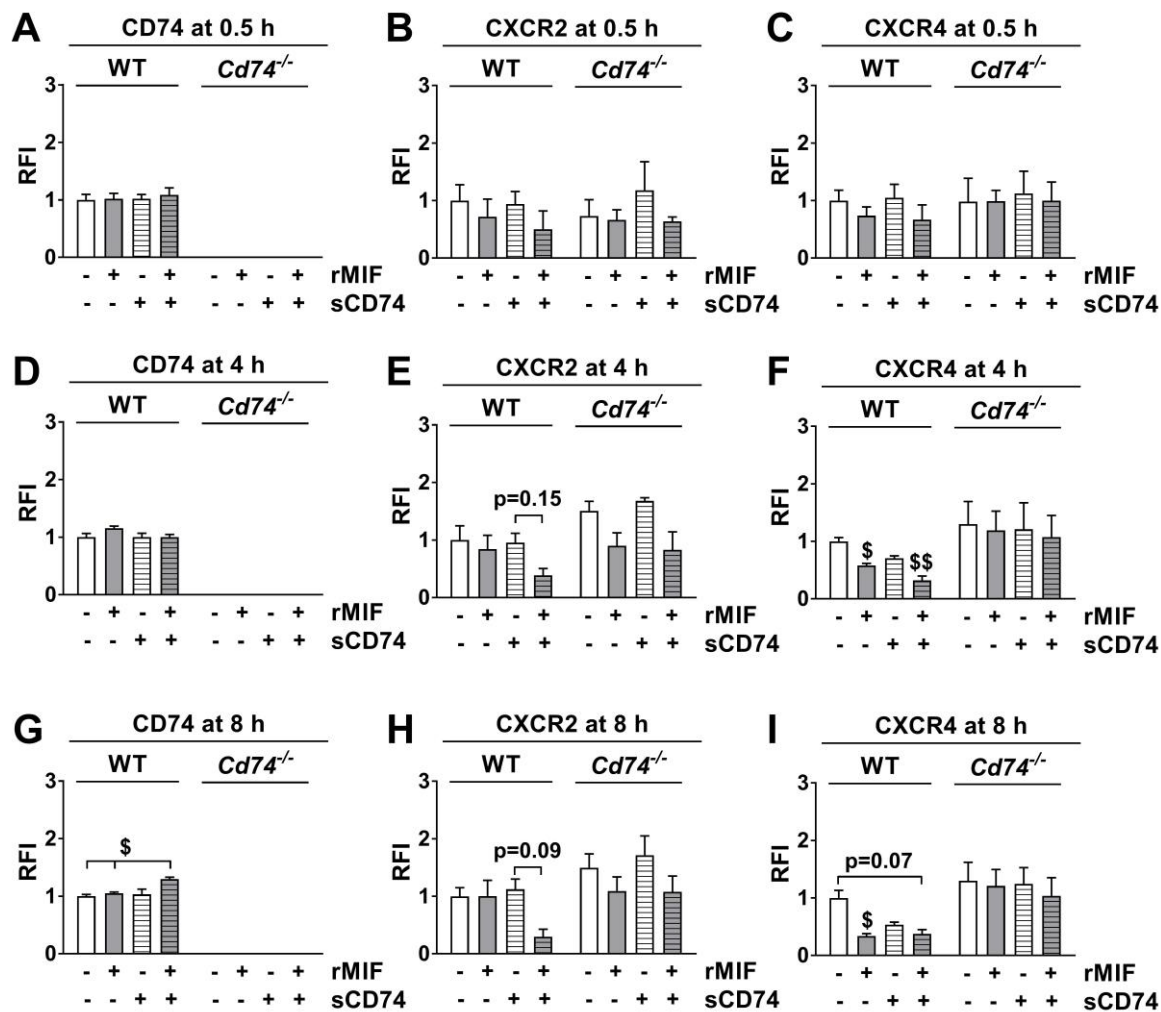 A CD74 at 0.5 h
WT Cd74-/-
3
2
1
0
RFI
- + - + - + - + rMIF
- - + + - - + + sCD74
B CXCR2 at 0.5 h
WT Cd74-/-
3
2
1
0
RFI
- + - + - + - + rMIF
- - + + - - + + sCD74
C CXCR4 at 0.5 h
WT Cd74-/-
3
2
1
0
RFI
- + - + - + - + rMIF
- - + + - - + + sCD74
D CD74 at 4 h
WT Cd74-/-
3
2
1
0
RFI
- + - + - + - + rMIF
- - + + - - + + sCD74
E CXCR2 at 4 h
WT Cd74-/-
3
2
1
0
RFI
p=0.15
- + - + - + - + rMIF
- - + + - - + + sCD74
F CXCR4 at 4 h
WT Cd74-/-
3
2
1
0
RFI
$ $$
- + - + - + - + rMIF
- - + + - - + + sCD74
G CD74 at 8 h
WT Cd74-/-
3
2
1
0
RFI
$
- + - + - + - + rMIF
- - + + - - + + sCD74
H CXCR2 at 8 h
WT Cd74-/-
3
2
1
0
RFI
p=0.09
- + - + - + - + rMIF
- - + + - - + + sCD74
I CXCR4 at 8 h
WT Cd74-/-
3
2
1
0
RFI
p=0.07
$
- + - + - + - + rMIF
- - + + - - + + sCD74